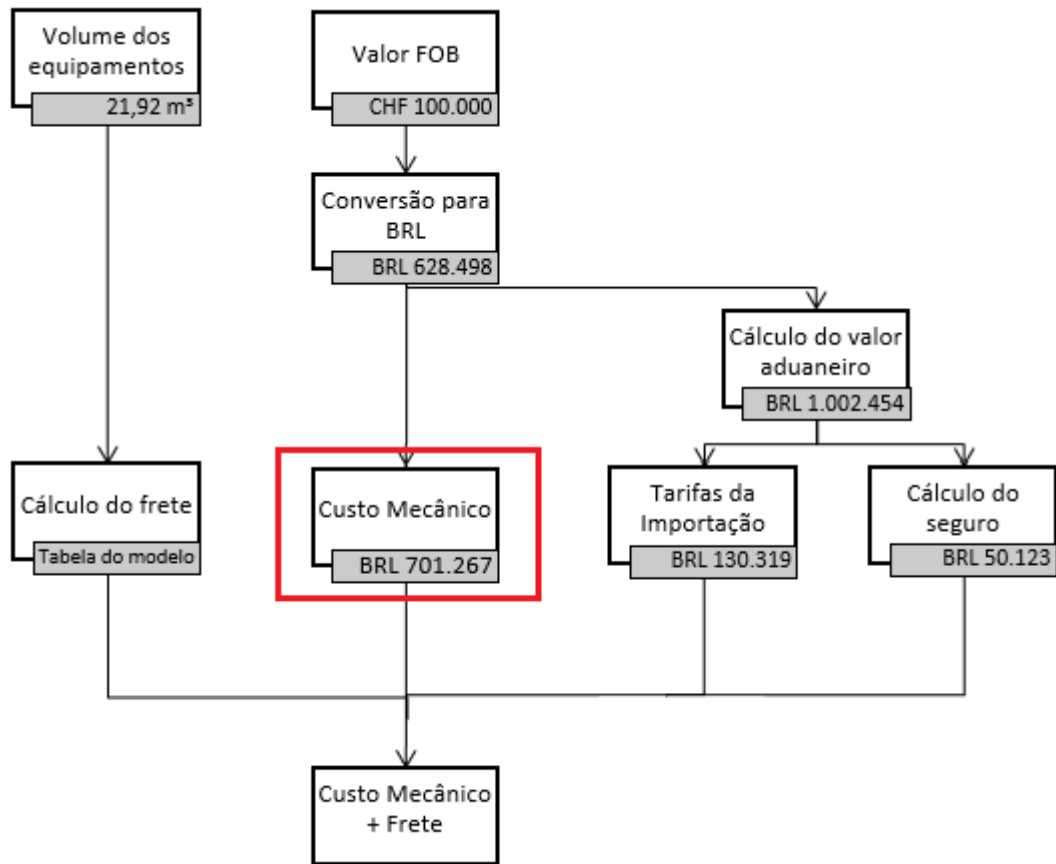 Volume dos
equipamentos
21,92 m³
Valor FOB
CHF 100.000
Conversão para
BRL
BRL 628.498
Cálculo do valor
aduaneiro
BRL 1.002.454
Cálculo do frete
Tabela do modelo
Custo Mecânico
BRL 701.267
Tarifas da
Importação
BRL 130.319
Cálculo do
seguro
BRL 50.123
Custo Mecânico
+ Frete